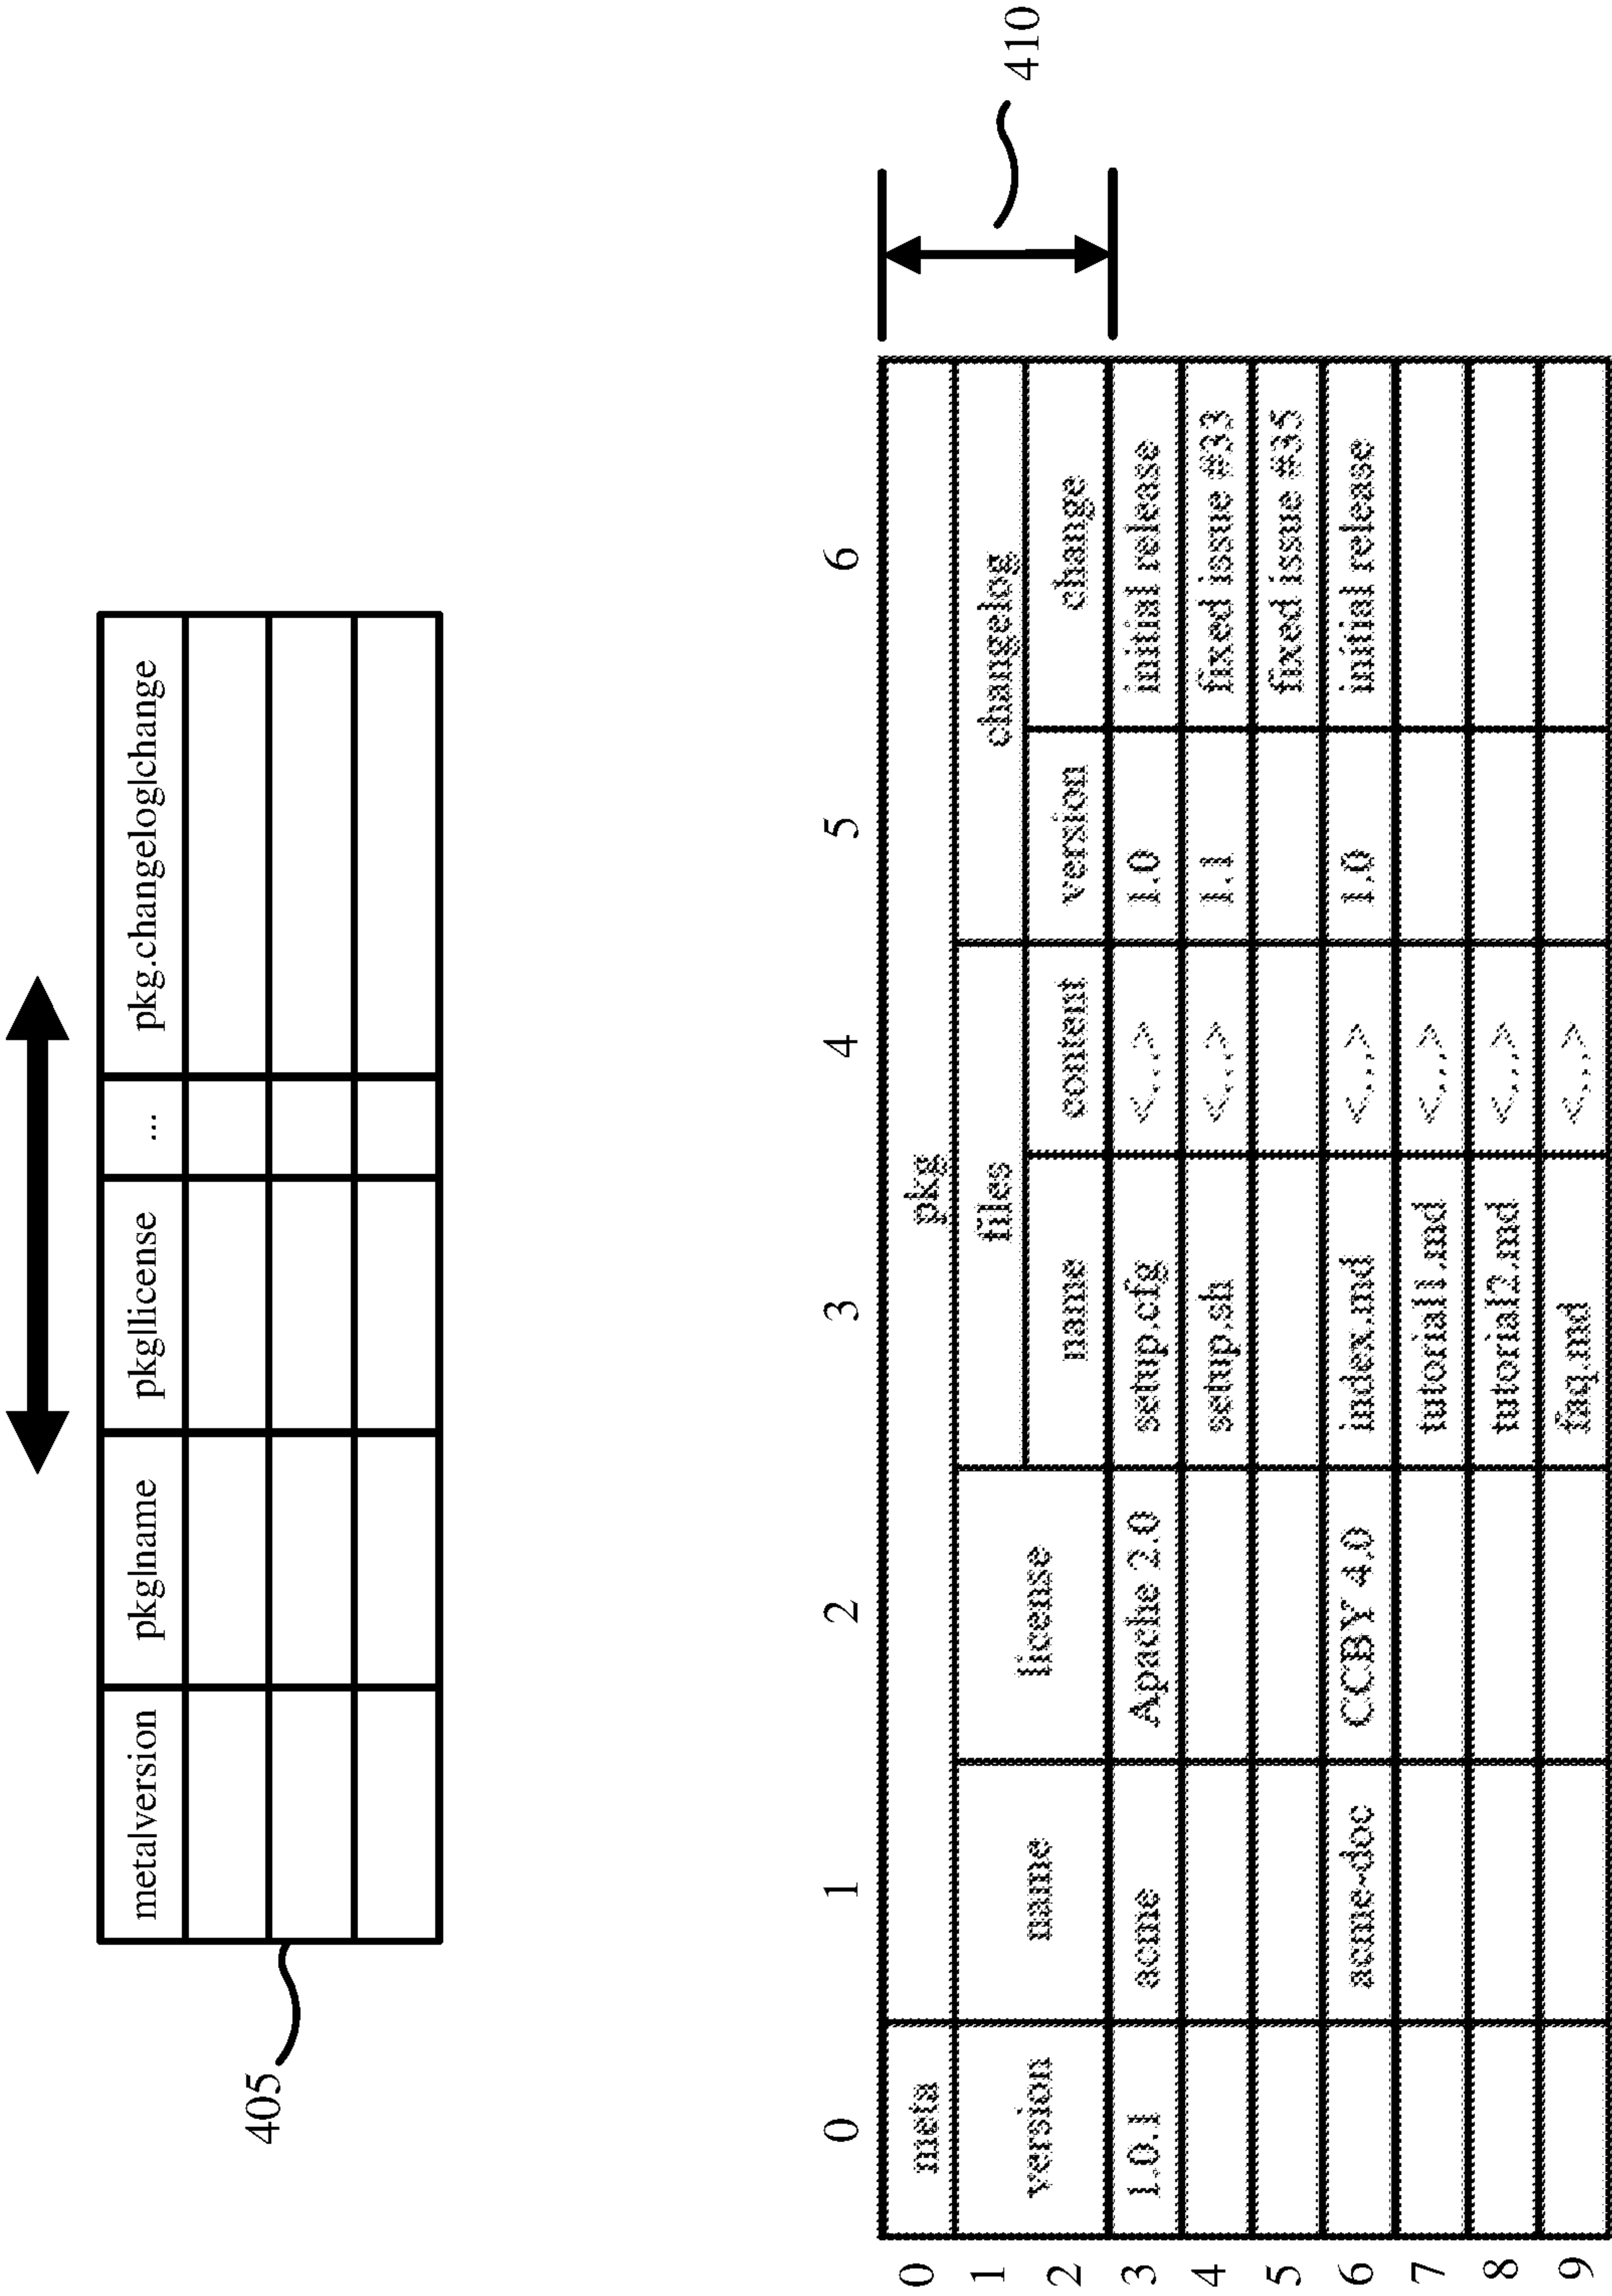 meta|version pkg|name pkg|license ... pkg.changelog|change
405
0 1 2 3 4 5 6
0 meta pkg
1 version name license files changelog
2 name content version change
3 1.0.1 acme Apache 2.0 setup.cfg <...> 1.0 initial release
4 setup.sh <...> 1.1 fixed issue #33
5 fixed issue #35
6 acme-doc CCBY 4.0 index.md <...> 1.0 initial release
7 tutorial1.md <...>
8 tutorial2.md <...>
9 faq.md <...>
410